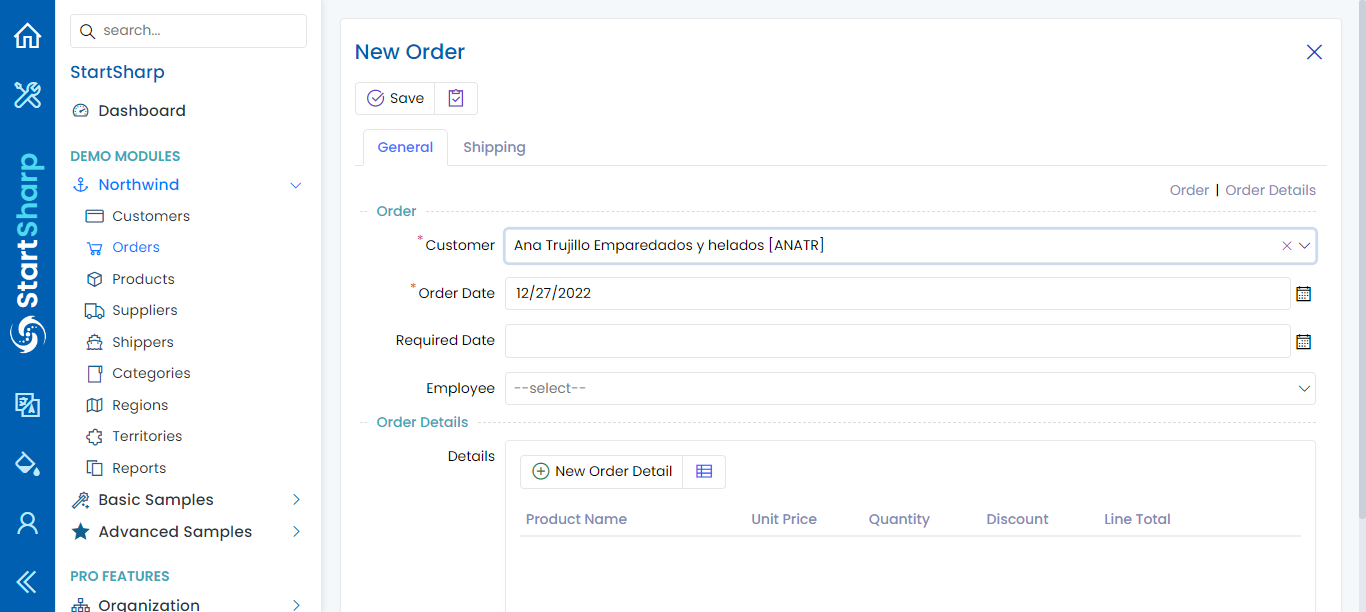 search...
StartSharp
StartSharp
Dashboard
DEMO MODULES
Northwind
Customers
Orders
Products
Suppliers
Shippers
Categories
Regions
Territories
Reports
Basic Samples
Advanced Samples
PRO FEATURES
Organization
New Order
Save
General Shipping
Order | Order Details
Order
* Customer Ana Trujillo Emparedados y helados [ANATR]
* Order Date 12/27/2022
Required Date
Employee --select--
Order Details
Details
New Order Detail
Product Name Unit Price Quantity Discount Line Total